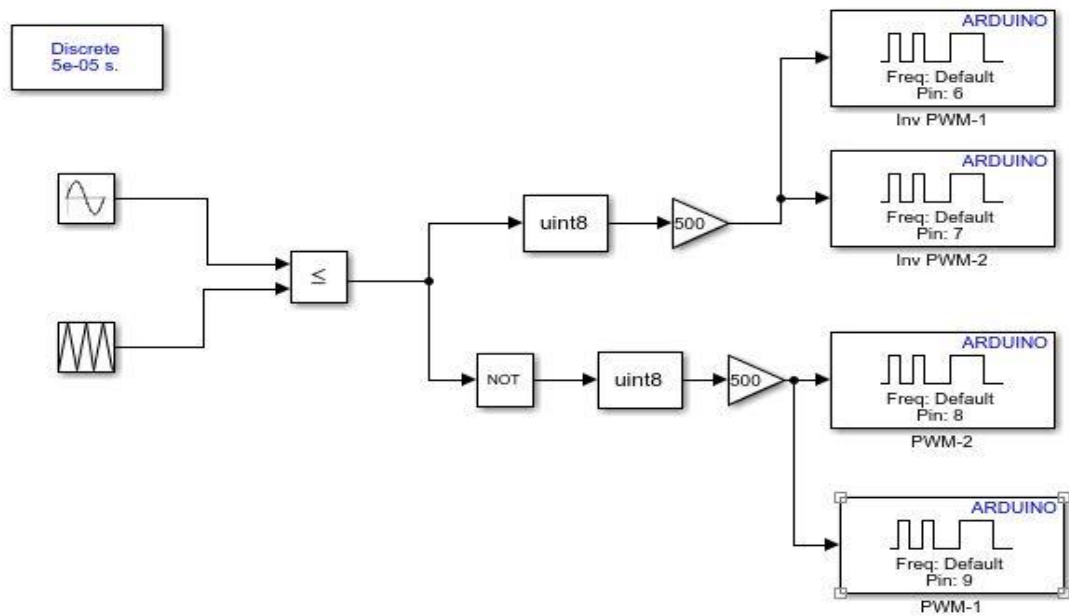 Discrete
5e-05 s.
ARDUINO
Freq: Default
Pin: 6
Inv PWM-1
ARDUINO
Freq: Default
Pin: 7
Inv PWM-2
uint8
500
≤
NOT
uint8
500
ARDUINO
Freq: Default
Pin: 8
PWM-2
ARDUINO
Freq: Default
Pin: 9
PWM-1